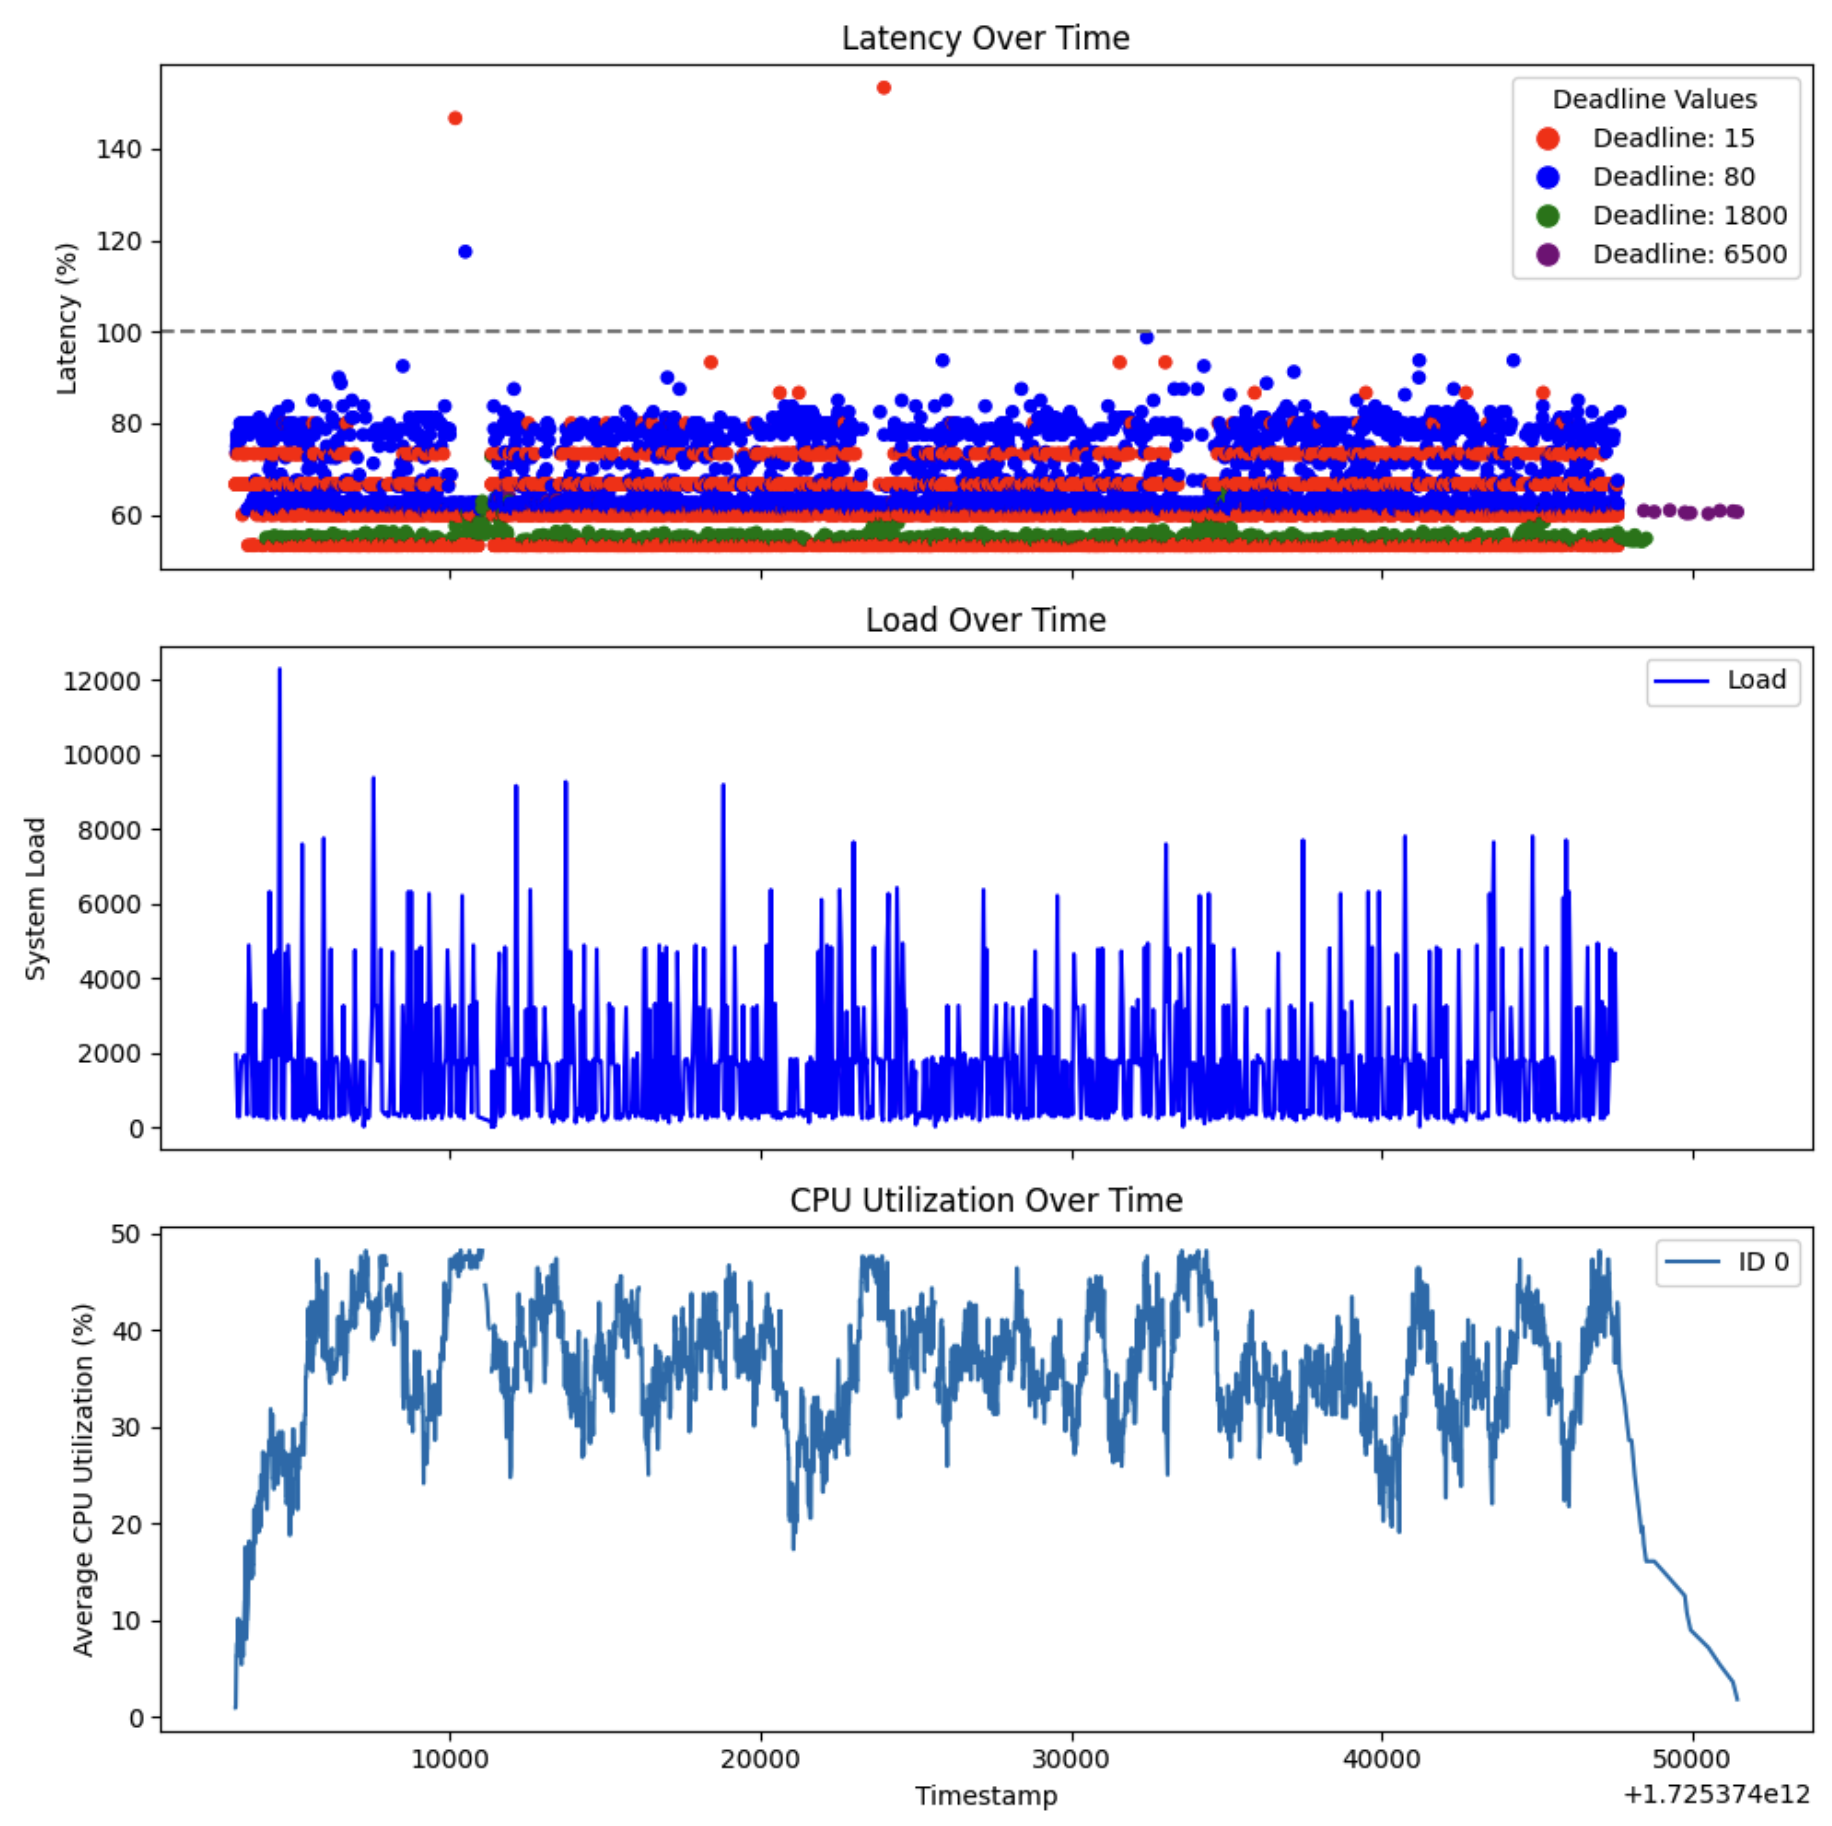 Latency Over Time
Latency (%)
140
120
100
80
60
Deadline Values
Deadline: 15
Deadline: 80
Deadline: 1800
Deadline: 6500
Load Over Time
System Load
12000
10000
8000
6000
4000
2000
0
Load
CPU Utilization Over Time
Average CPU Utilization (%)
50
40
30
20
10
0
ID 0
10000 20000 30000 40000 50000
Timestamp
+1.725374e12